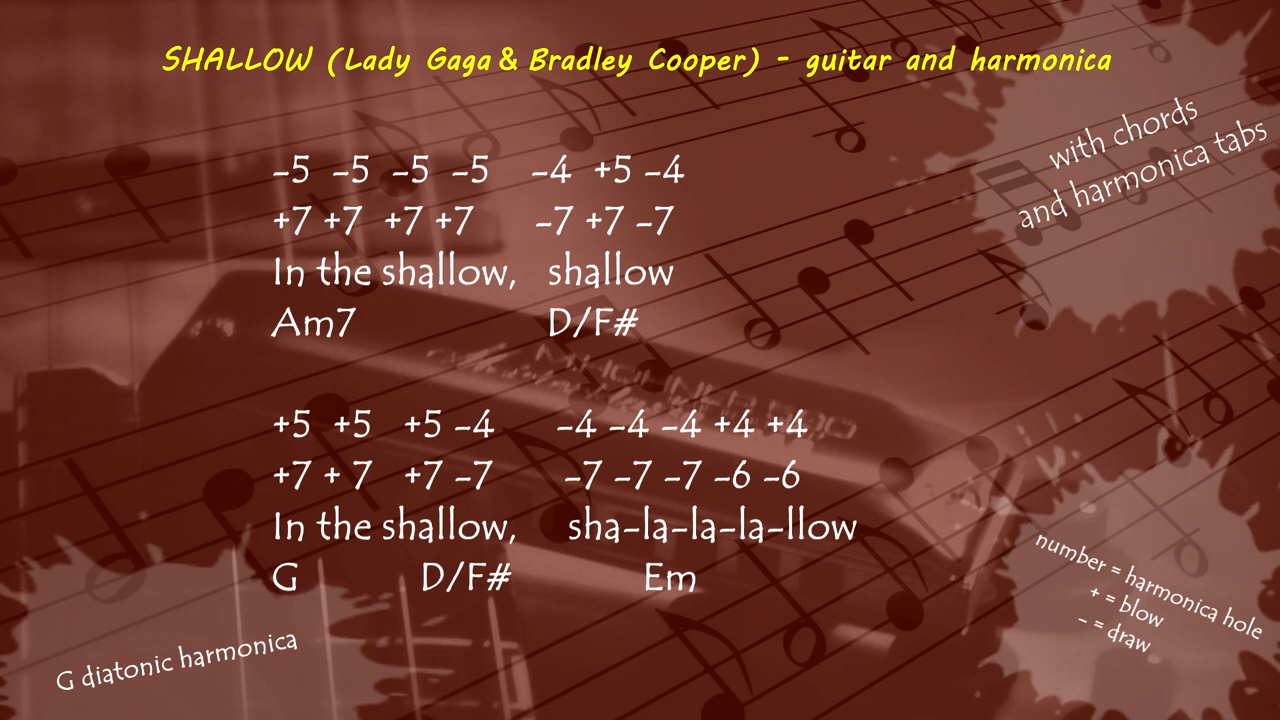 SHALLOW (Lady Gaga & Bradley Cooper) - guitar and harmonica
with chords
and harmonica tabs
-5 -5 -5 -5 -4 +5 -4
+7 +7 +7 +7 -7 +7 -7
In the shallow, shallow
Am7 D/F#
+5 +5 +5 -4 -4 -4 -4 +4 +4
+7 + 7 +7 -7 -7 -7 -7 -6 -6
In the shallow, sha-la-la-la-llow
G D/F# Em
number = harmonica hole
+ = blow
- = draw
G diatonic harmonica